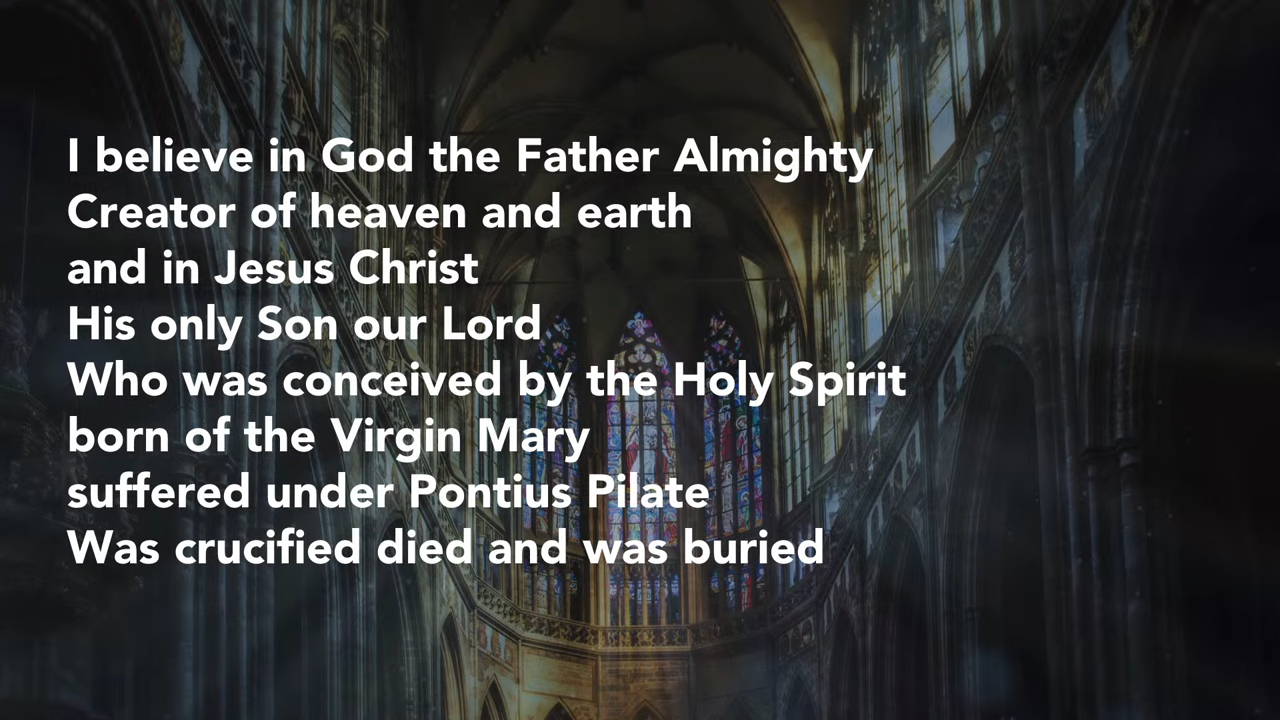 I believe in God the Father Almighty
Creator of heaven and earth
and in Jesus Christ
His only Son our Lord
Who was conceived by the Holy Spirit
born of the Virgin Mary
suffered under Pontius Pilate
Was crucified died and was buried